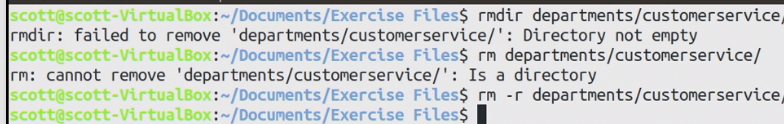 scott@scott-VirtualBox:~/Documents/Exercise Files$ rmdir departments/customerservice/
rmdir: failed to remove 'departments/customerservice/': Directory not empty
scott@scott-VirtualBox:~/Documents/Exercise Files$ rm departments/customerservice/
rm: cannot remove 'departments/customerservice/': Is a directory
scott@scott-VirtualBox:~/Documents/Exercise Files$ rm -r departments/customerservice/
scott@scott-VirtualBox:~/Documents/Exercise Files$